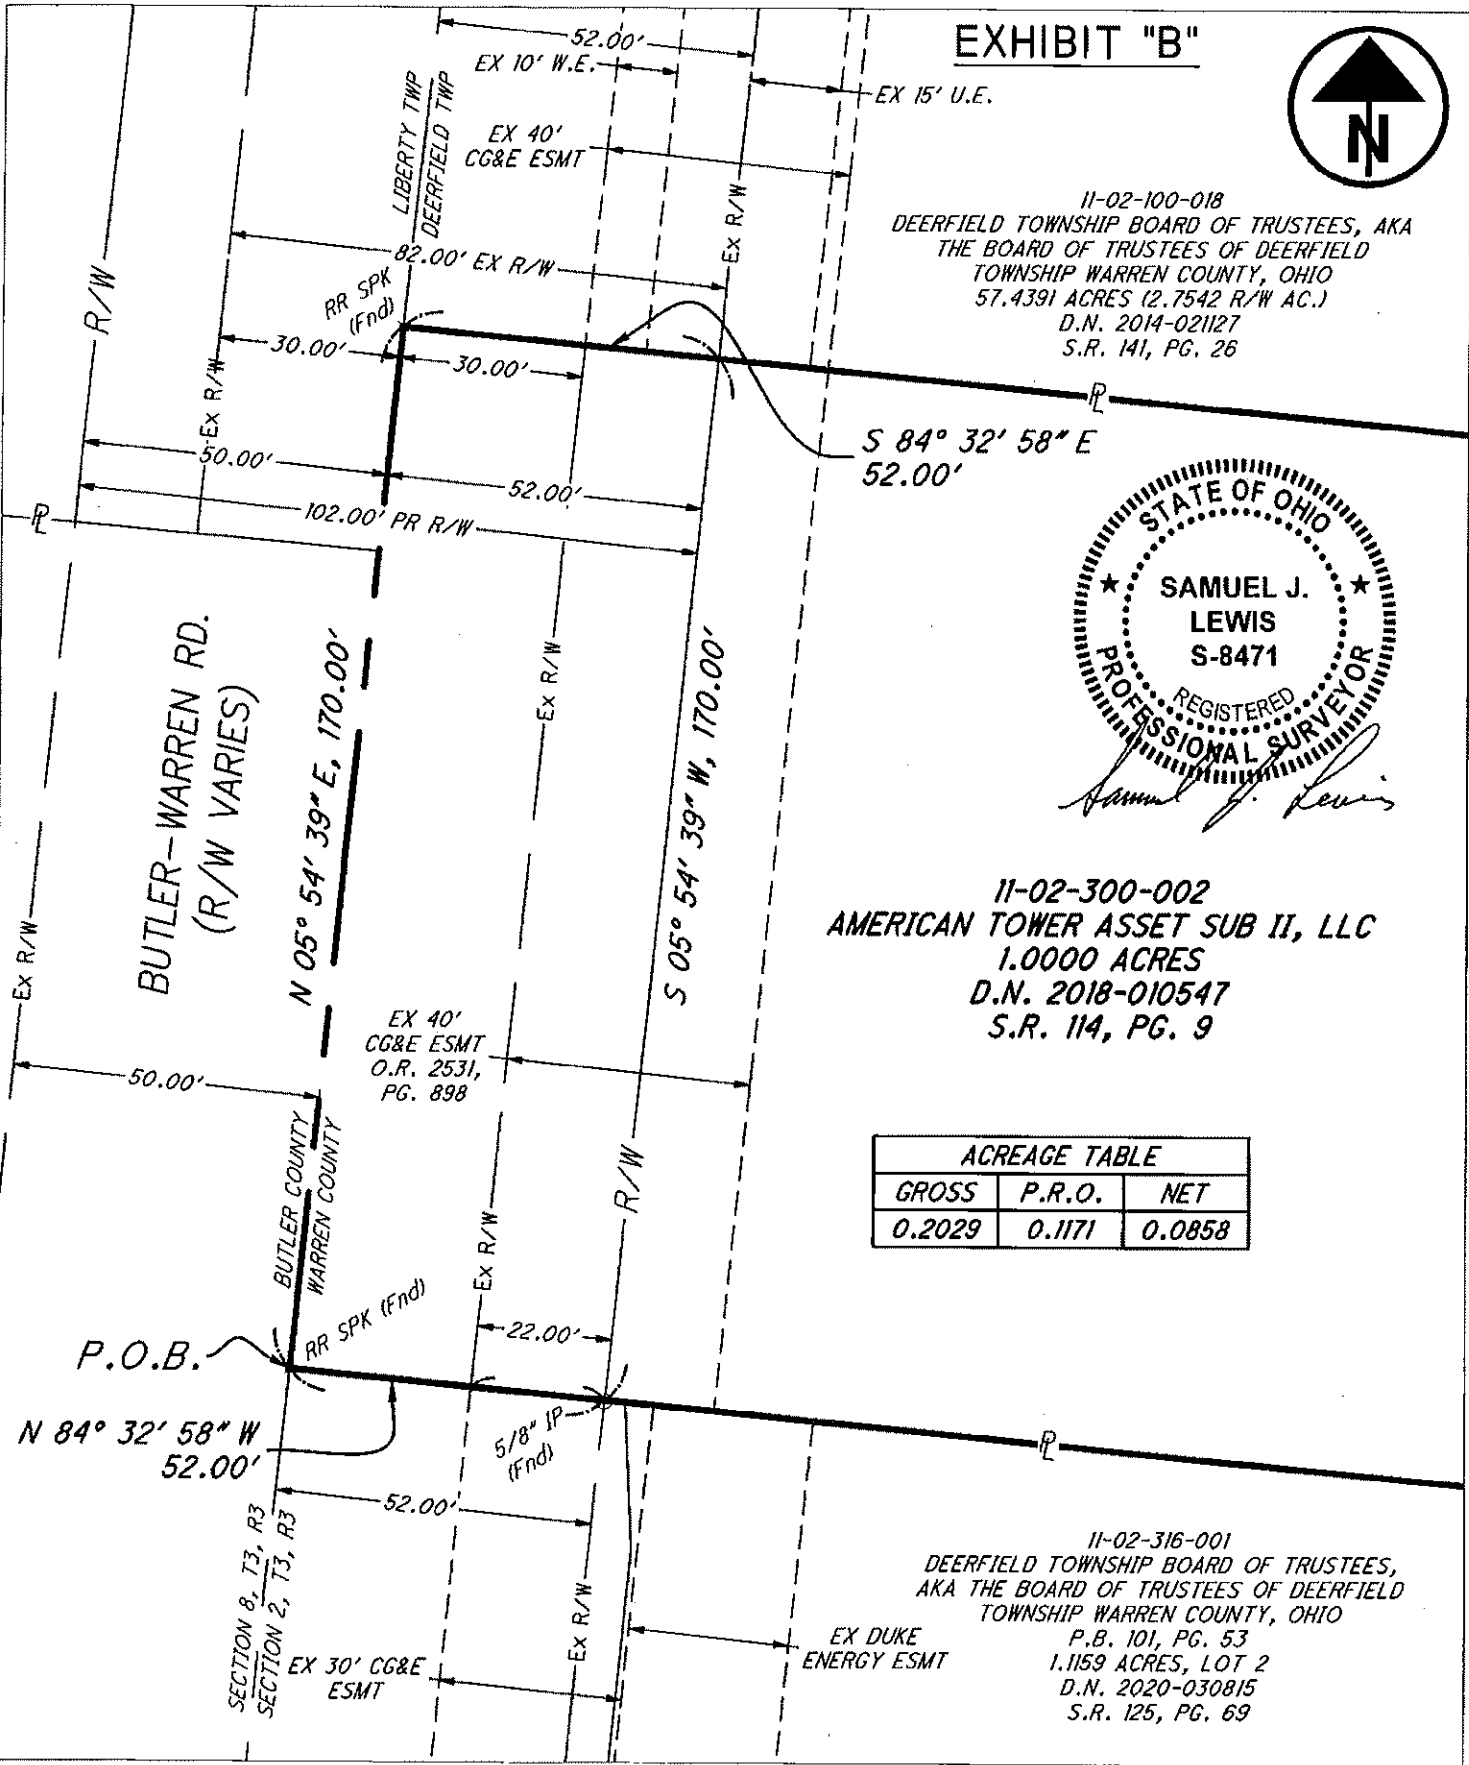 EXHIBIT "B"
52.00'
EX 10' W.E.
EX 15' U.E.
LIBERTY TWP
DEERFIELD TWP
EX 40'
CG&E ESMT
N
11-02-100-018
DEERFIELD TOWNSHIP BOARD OF TRUSTEES, AKA
THE BOARD OF TRUSTEES OF DEERFIELD
TOWNSHIP WARREN COUNTY, OHIO
57.4391 ACRES (2.7542 R/W AC.)
D.N. 2014-021127
S.R. 141, PG. 26
R/W
Ex R/W
82.00' EX R/W
RR SPK
(Fnd)
30.00'
30.00'
Ex R/W
PL
S 84° 32' 58" E
52.00'
50.00'
52.00'
102.00' PR R/W
PL
STATE OF OHIO
SAMUEL J.
LEWIS
S-8471
REGISTERED
PROFESSIONAL SURVEYOR
Samuel J. Lewis
BUTLER-WARREN RD.
(R/W VARIES)
N 05° 54' 39" E, 170.00'
Ex R/W
S 05° 54' 39" W, 170.00'
Ex R/W
11-02-300-002
AMERICAN TOWER ASSET SUB II, LLC
1.0000 ACRES
D.N. 2018-010547
S.R. 114, PG. 9
EX 40'
CG&E ESMT
O.R. 2531,
PG. 898
50.00'
BUTLER COUNTY
WARREN COUNTY
R/W
Ex R/W
ACREAGE TABLE
GROSS P.R.O. NET
0.2029 0.1171 0.0858
RR SPK (Fnd)
22.00'
P.O.B.
N 84° 32' 58" W
52.00'
5/8" IP
(Fnd)
PL
52.00'
SECTION 8, T3, R3
SECTION 2, T3, R3
Ex R/W
EX 30' CG&E
ESMT
EX DUKE
ENERGY ESMT
11-02-316-001
DEERFIELD TOWNSHIP BOARD OF TRUSTEES,
AKA THE BOARD OF TRUSTEES OF DEERFIELD
TOWNSHIP WARREN COUNTY, OHIO
P.B. 101, PG. 53
1.1159 ACRES, LOT 2
D.N. 2020-030815
S.R. 125, PG. 69